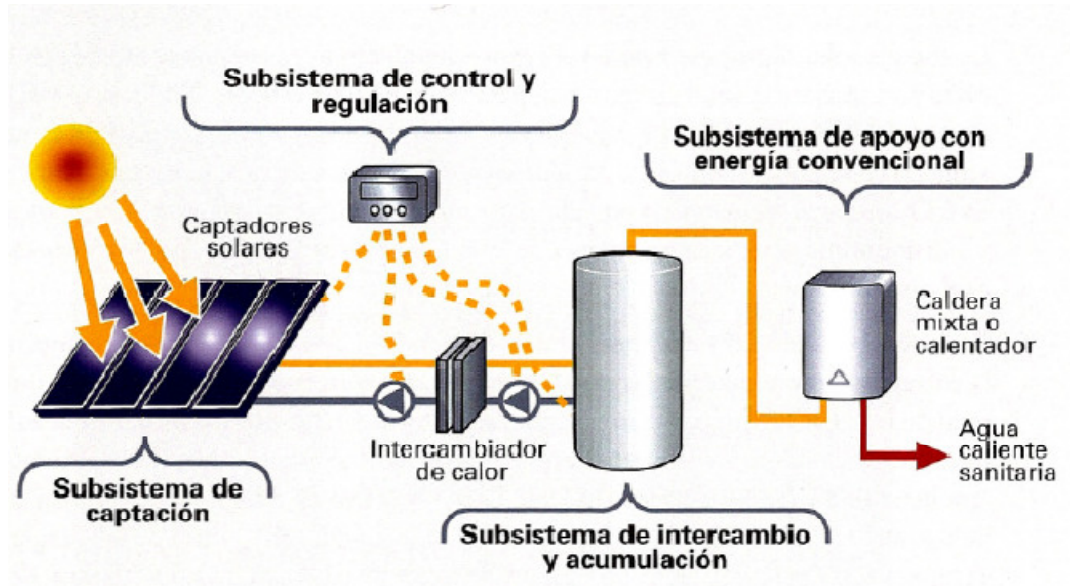 Subsistema de control y
regulación
Subsistema de apoyo con
energía convencional
Captadores
solares
Caldera
mixta o
calentador
Intercambiador
de calor
Agua
caliente
sanitaria
Subsistema de
captación
Subsistema de intercambio
y acumulación